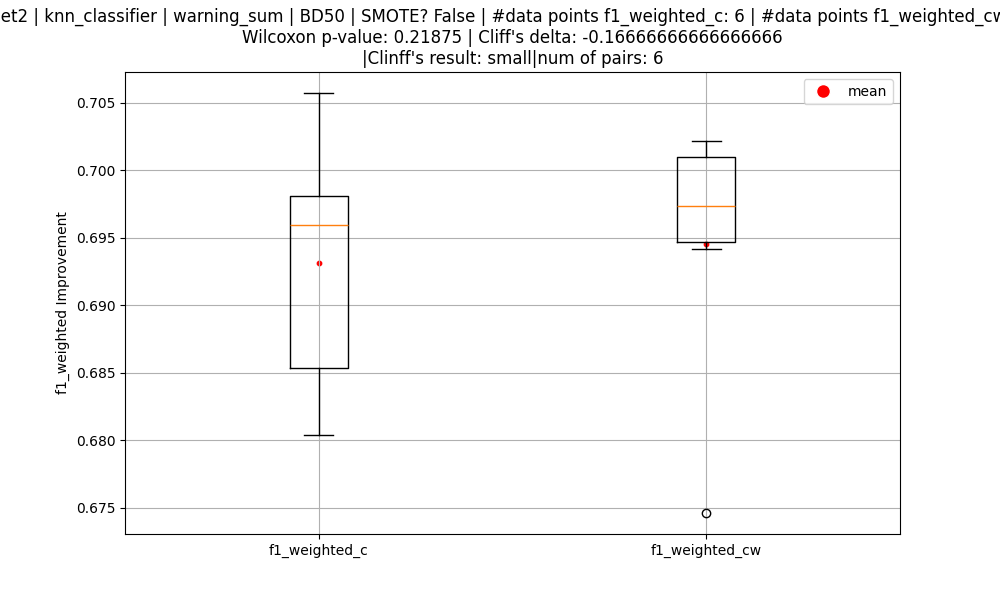 et2 | knn_classifier | warning_sum | BD50 | SMOTE? False | #data points f1_weighted_c: 6 | #data points f1_weighted_cw
Wilcoxon p-value: 0.21875 | Cliff's delta: -0.16666666666666666
|Clinff's result: small|num of pairs: 6
mean
0.705
0.700
0.695
0.690
0.685
0.680
0.675
f1_weighted Improvement
f1_weighted_c
f1_weighted_cw